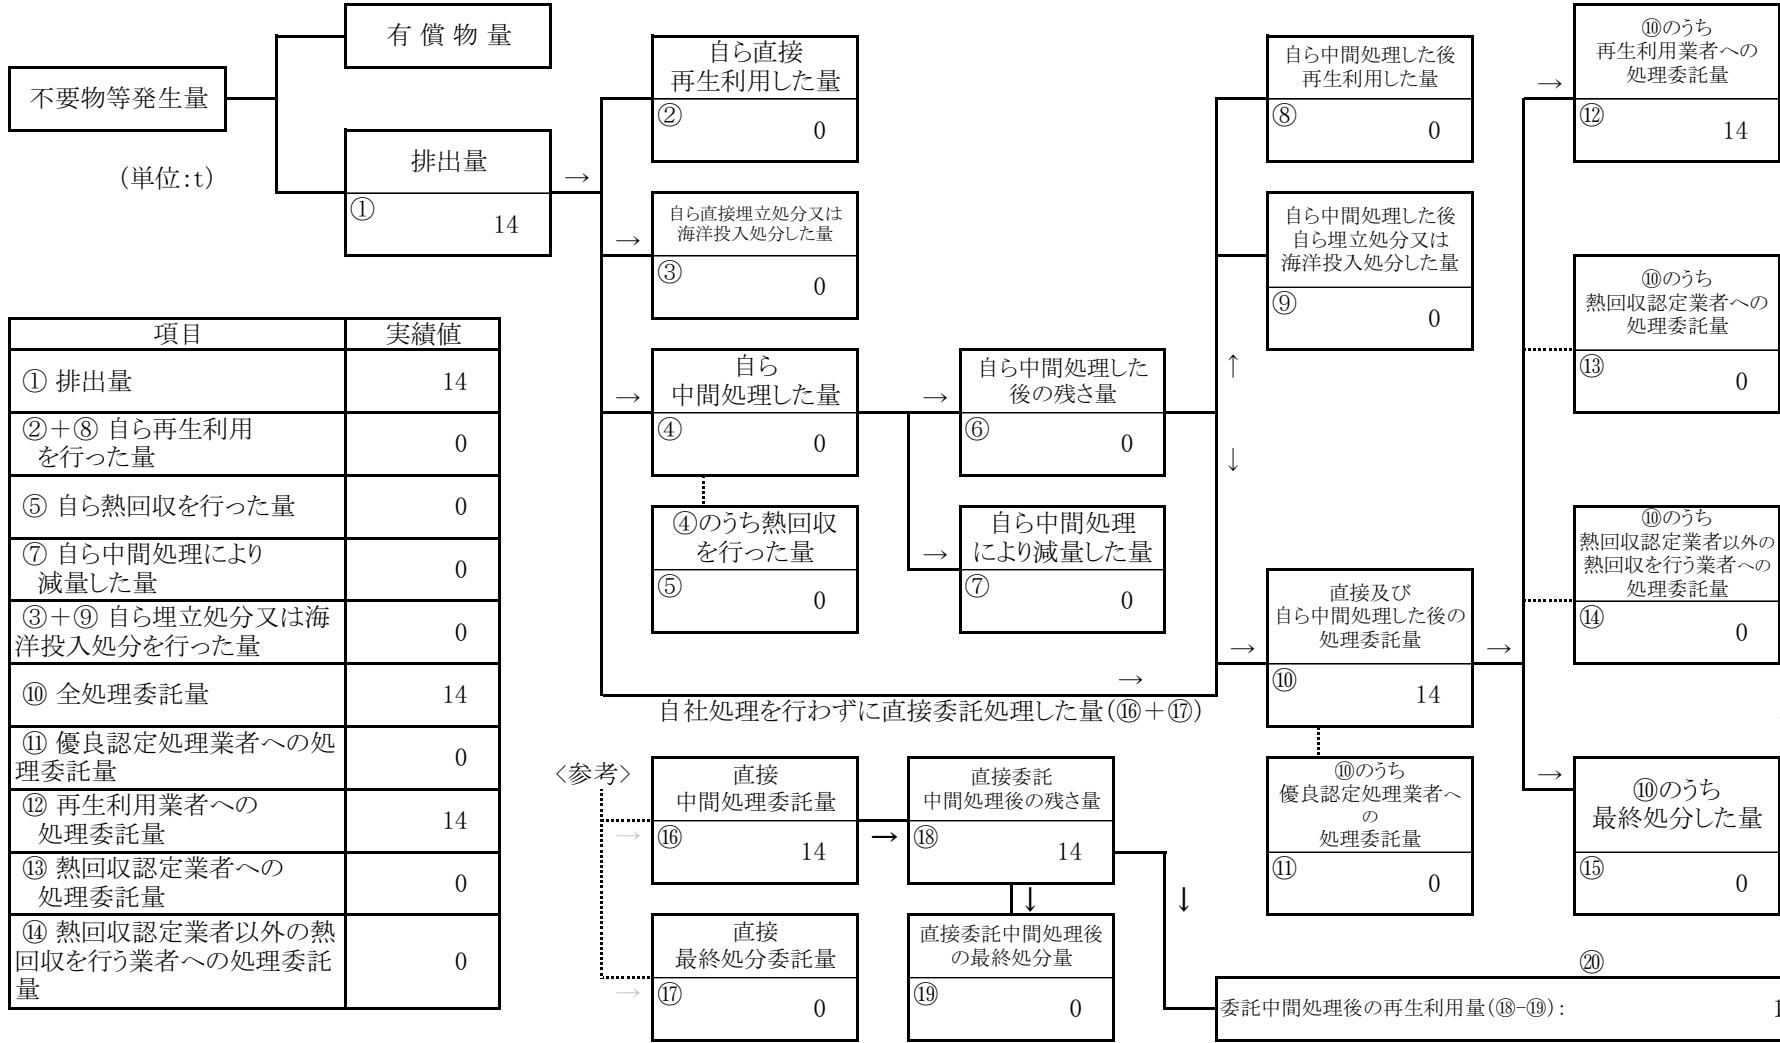 有償物量
不要物等発生量
(単位:t)
排出量
→
①
14
自ら直接
再生利用した量
②
0
自ら直接埋立処分又は
海洋投入処分した量
→
③
0
自ら
中間処理した量
→
④
0
④のうち熱回収
を行った量
⑤
0
自ら中間処理した
後の残さ量
→
⑥
0
自ら中間処理
により減量した量
→
⑦
0
自ら中間処理した後
再生利用した量
⑧
0
自ら中間処理した後
自ら埋立処分又は
海洋投入処分した量
⑨
0
↑
↓
直接及び
自ら中間処理した後の
処理委託量
→
→
⑩
14
→
自社処理を行わずに直接委託処理した量(⑯+⑰)
⑩のうち
優良認定処理業者へ
の
処理委託量
⑪
0
⑩のうち
再生利用業者への
処理委託量
→
⑫
14
⑩のうち
熱回収認定業者への
処理委託量
⑬
0
⑩のうち
熱回収認定業者以外の
熱回収を行う業者への
処理委託量
⑭
0
⑩のうち
最終処分した量
→
⑮
0
項目 実績値
① 排出量 14
②+⑧ 自ら再生利用
を行った量 0
⑤ 自ら熱回収を行った量 0
⑦ 自ら中間処理により
減量した量 0
③+⑨ 自ら埋立処分又は海
洋投入処分を行った量 0
⑩ 全処理委託量 14
⑪ 優良認定処理業者への処
理委託量 0
⑫ 再生利用業者への
処理委託量 14
⑬ 熱回収認定業者への
処理委託量 0
⑭ 熱回収認定業者以外の熱
回収を行う業者への処理委託
量 0
<参考>
直接
中間処理委託量
→
⑯
14
直接委託
中間処理後の残さ量
→
⑱
14
↓
↓
直接
最終処分委託量
→
⑰
0
直接委託中間処理後
の最終処分量
⑲
0
⑳
委託中間処理後の再生利用量(⑱-⑲):